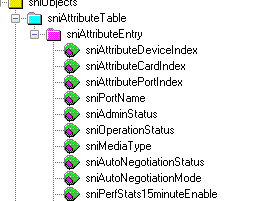 sniObjects
sniAttributeTable
sniAttributeEntry
sniAttributeDeviceIndex
sniAttributeCardIndex
sniAttributePortIndex
sniPortName
sniAdminStatus
sniOperationStatus
sniMediaType
sniAutoNegotiationStatus
sniAutoNegotiationMode
sniPerfStats15minuteEnable